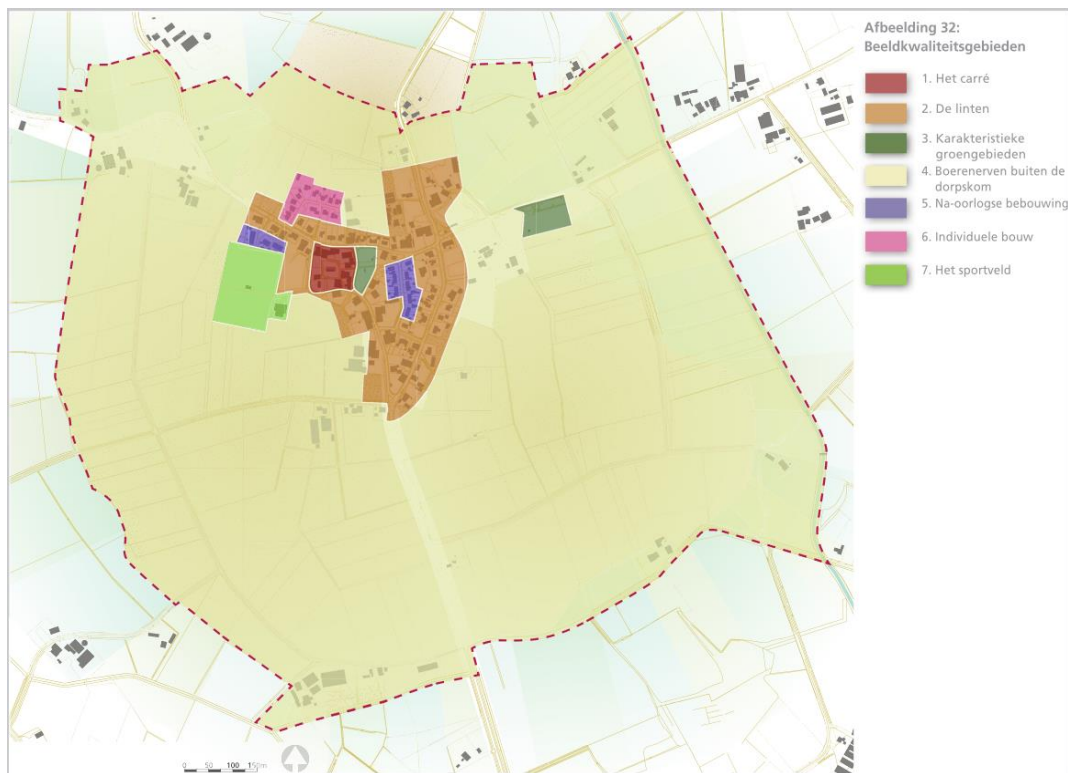 Afbeelding 32:
Beeldkwaliteitsgebieden
1. Het carré
2. De linten
3. Karakteristieke
groengebieden
4. Boerenerven buiten de
dorpskom
5. Na-oorlogse bebouwing
6. Individuele bouw
7. Het sportveld
0 50 100 150m